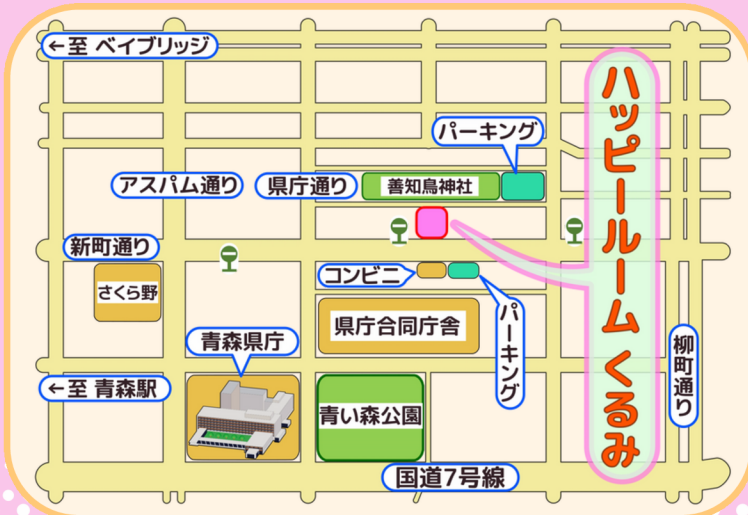 ←至 ベイブリッジ
パーキング
アスパム通り
県庁通り
善知鳥神社
新町通り
さくら野
コンビニ
パーキング
県庁合同庁舎
青森県庁
←至 青森駅
青い森公園
国道7号線
柳町通り
ハッピールーム くるみ